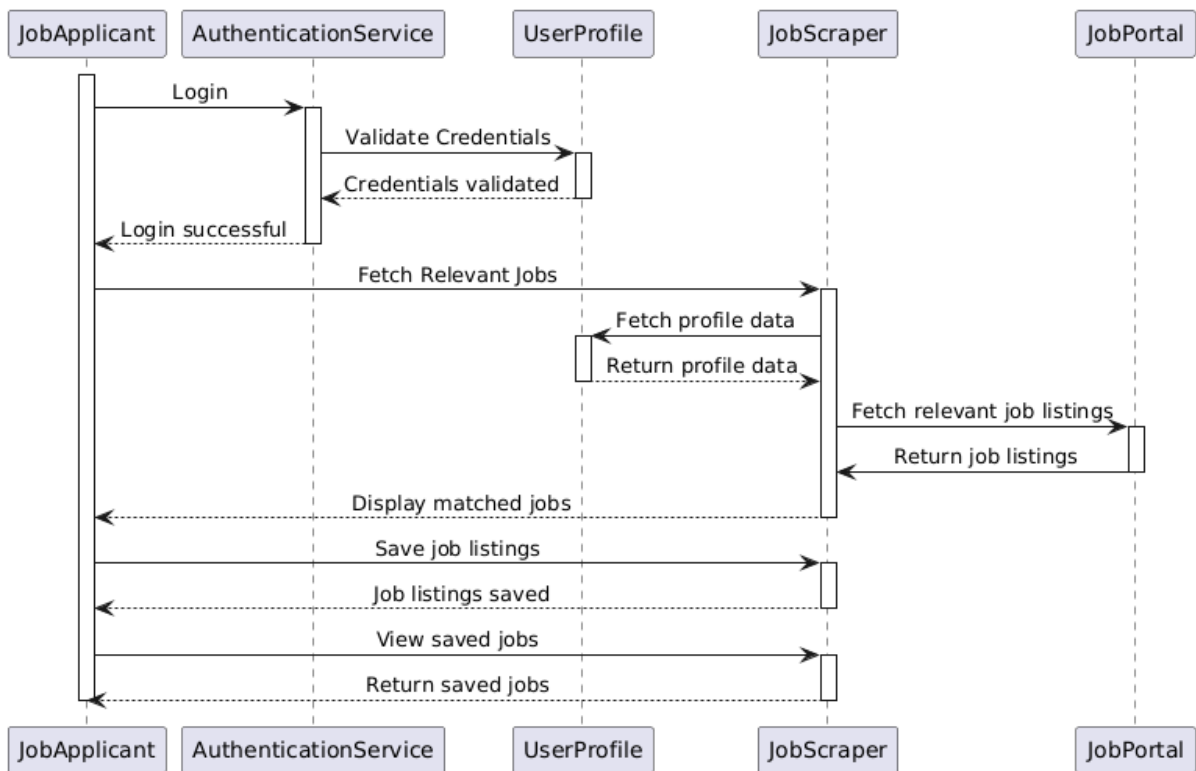 JobApplicant AuthenticationService UserProfile JobScraper JobPortal
Login
Validate Credentials
Credentials validated
Login successful
Fetch Relevant Jobs
Fetch profile data
Return profile data
Fetch relevant job listings
Return job listings
Display matched jobs
Save job listings
Job listings saved
View saved jobs
Return saved jobs
JobApplicant AuthenticationService UserProfile JobScraper JobPortal